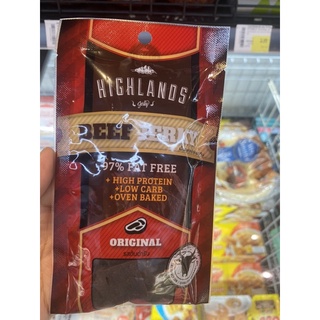 HIGHLANDS
BEEF JERKY
97% FAT FREE
+ HIGH PROTEIN
+LOW CARB
+OVEN BAKED
ORIGINAL